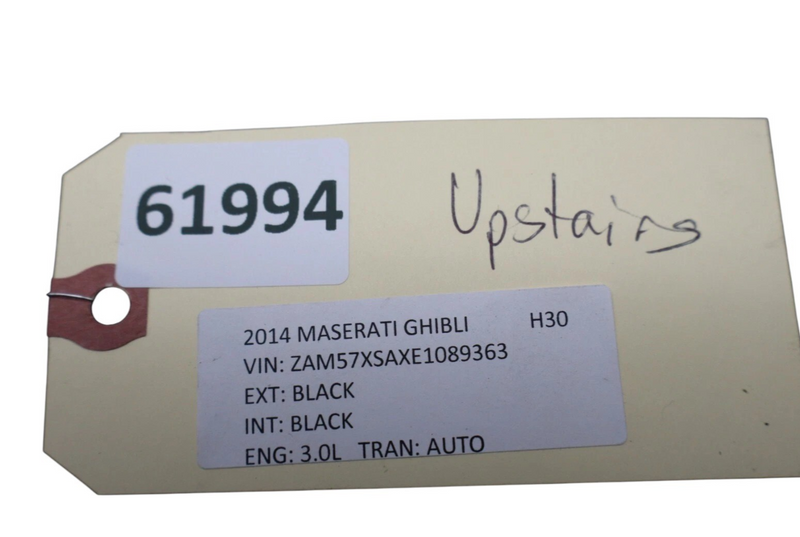 61994
Upstairs
2014 MASERATI GHIBLI H30
VIN: ZAM57XSAXE1089363
EXT: BLACK
INT: BLACK
ENG: 3.0L TRAN: AUTO